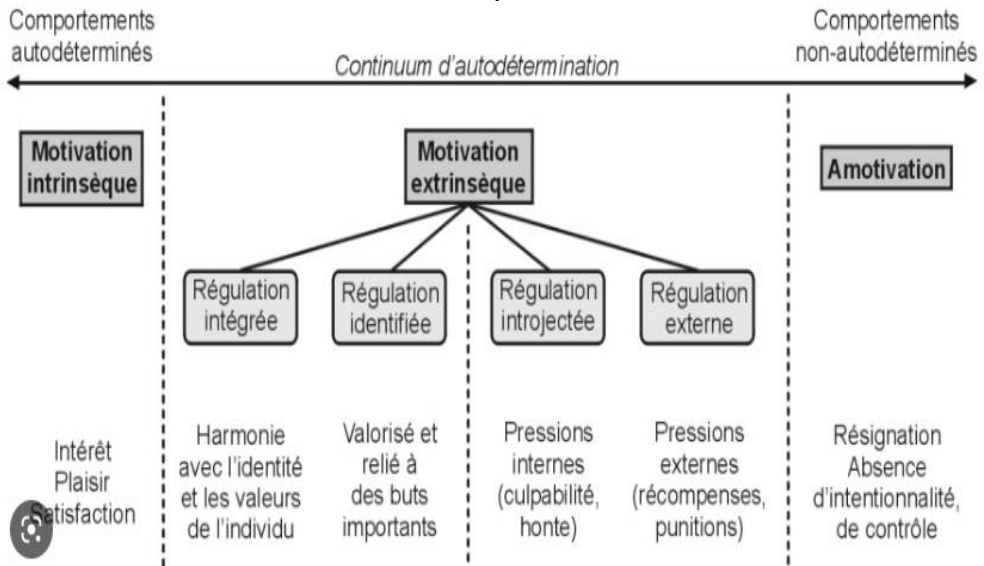 Comportements
autodéterminés
Continuum d'autodétermination
Comportements
non-autodéterminés
Motivation
intrinsèque
Motivation
extrinsèque
Amotivation
Régulation
intégrée
Régulation
identifiée
Régulation
introjectée
Régulation
externe
Intérêt
Plaisir
Satisfaction
Harmonie
avec l'identité
et les valeurs
de l'individu
Valorisé et
relié à
des buts
importants
Pressions
internes
(culpabilité,
honte)
Pressions
externes
(récompenses,
punitions)
Résignation
Absence
d'intentionnalité,
de contrôle